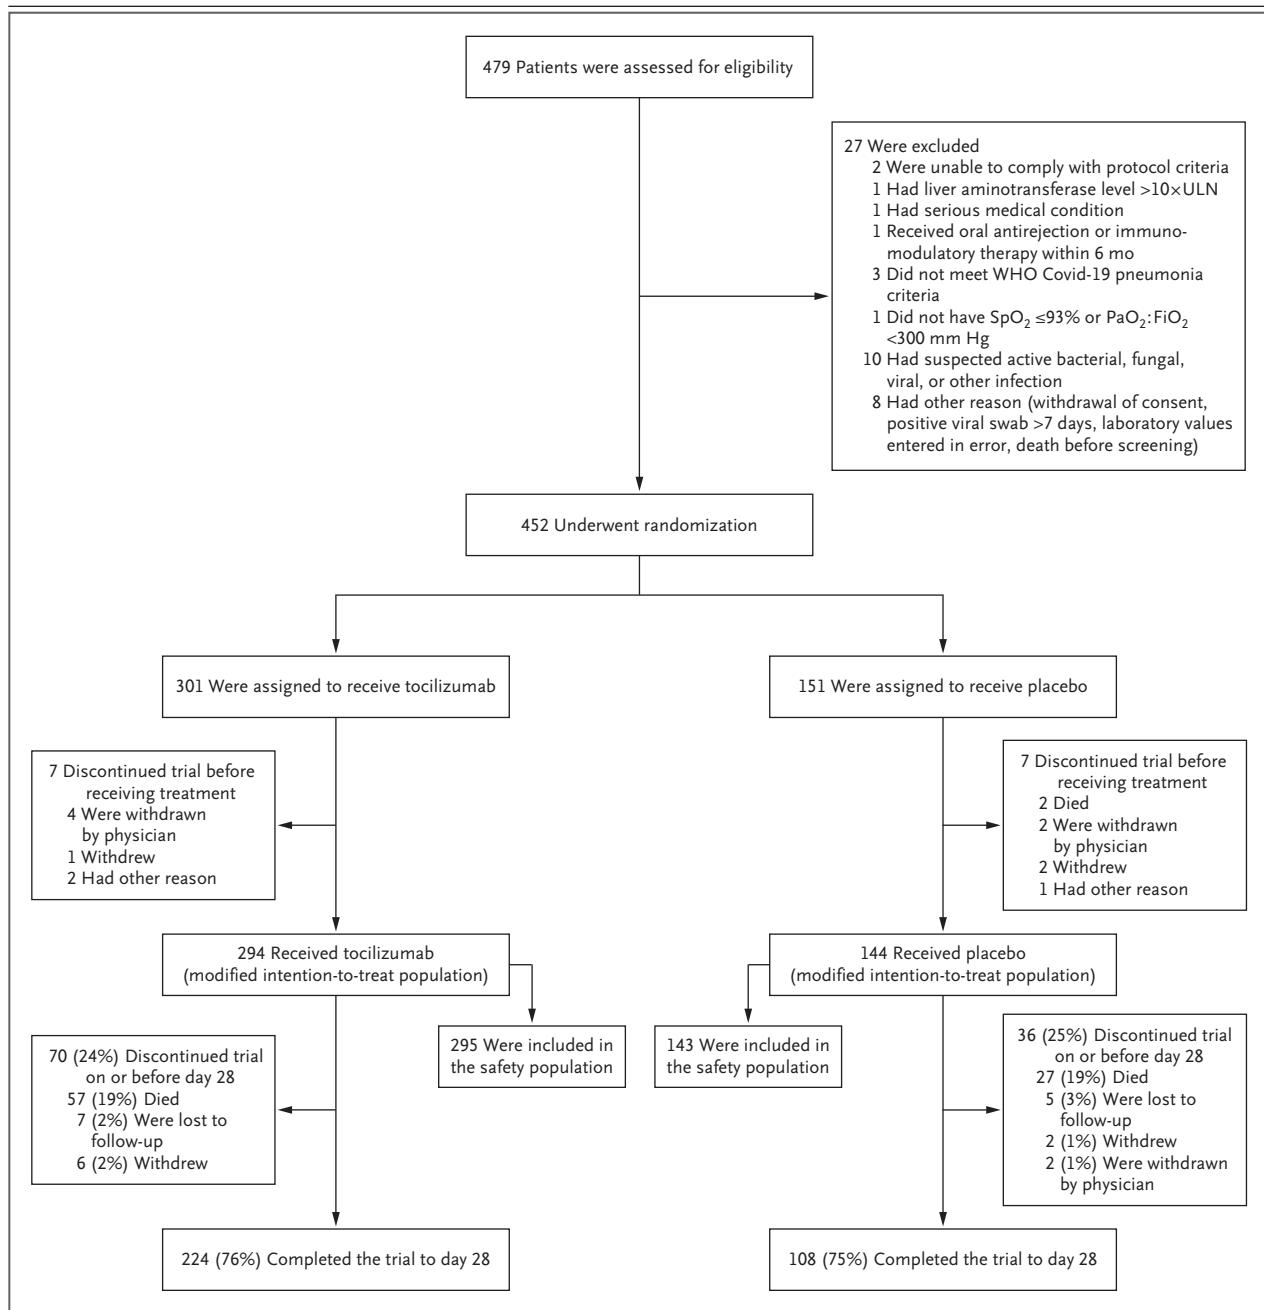 479 Patients were assessed for eligibility
27 Were excluded
2 Were unable to comply with protocol criteria
1 Had liver aminotransferase level >10×ULN
1 Had serious medical condition
1 Received oral antirejection or immuno-
modulatory therapy within 6 mo
3 Did not meet WHO Covid-19 pneumonia
criteria
1 Did not have SpO₂ ≤93% or PaO₂:FiO₂
<300 mm Hg
10 Had suspected active bacterial, fungal,
viral, or other infection
8 Had other reason (withdrawal of consent,
positive viral swab >7 days, laboratory values
entered in error, death before screening)
452 Underwent randomization
301 Were assigned to receive tocilizumab
151 Were assigned to receive placebo
7 Discontinued trial before
receiving treatment
4 Were withdrawn
by physician
1 Withdrew
2 Had other reason
7 Discontinued trial before
receiving treatment
2 Died
2 Were withdrawn
by physician
2 Withdrew
1 Had other reason
294 Received tocilizumab
(modified intention-to-treat population)
144 Received placebo
(modified intention-to-treat population)
295 Were included in
the safety population
143 Were included in
the safety population
70 (24%) Discontinued trial
on or before day 28
57 (19%) Died
7 (2%) Were lost to
follow-up
6 (2%) Withdrew
36 (25%) Discontinued trial
on or before day 28
27 (19%) Died
5 (3%) Were lost to
follow-up
2 (1%) Withdrew
2 (1%) Were withdrawn
by physician
224 (76%) Completed the trial to day 28
108 (75%) Completed the trial to day 28